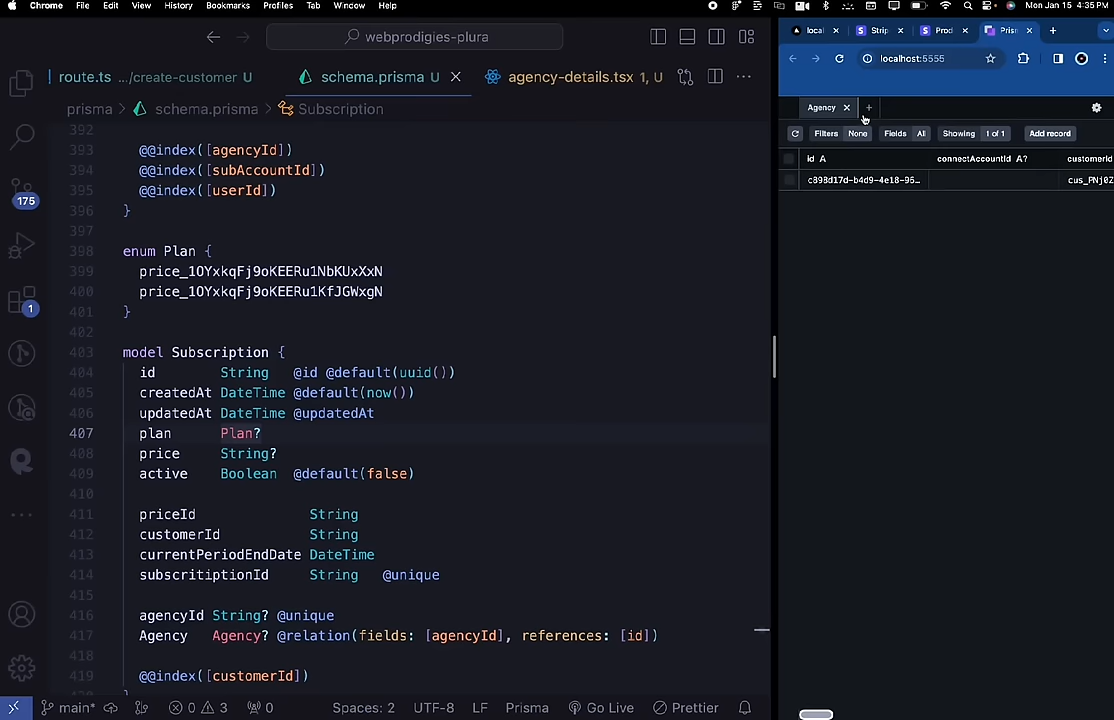 Chrome File Edit View History Bookmarks Profiles Tab Window Help Mon Jan 15 4:35 PM
webprodigies-plura
route.ts .../create-customer U schema.prisma U agency-details.tsx 1, U
prisma > schema.prisma > Subscription
392
393 @@index([agencyId])
394 @@index([subAccountId])
395 @@index([userId])
396 }
397
398 enum Plan {
399 price_1OYxkqFj9oKEERu1NbKUxXxN
400 price_1OYxkqFj9oKEERu1KfJGWxgN
401 }
402
403 model Subscription {
404 id String @id @default(uuid())
405 createdAt DateTime @default(now())
406 updatedAt DateTime @updatedAt
407 plan Plan?
408 price String?
409 active Boolean @default(false)
410
411 priceId String
412 customerId String
413 currentPeriodEndDate DateTime
414 subscritiptionId String @unique
415
416 agencyId String? @unique
417 Agency Agency? @relation(fields: [agencyId], references: [id])
418
419 @@index([customerId])
175
1
main* 0 3 0 Spaces: 2 UTF-8 LF Prisma Go Live Prettier
local Strip Prod Prism
localhost:5555
Agency
Filters None Fields All Showing 1 of 1 Add record
id A connectAccountId A? customerId
c898d17d-b4d9-4e18-96... cus_PNj0Z